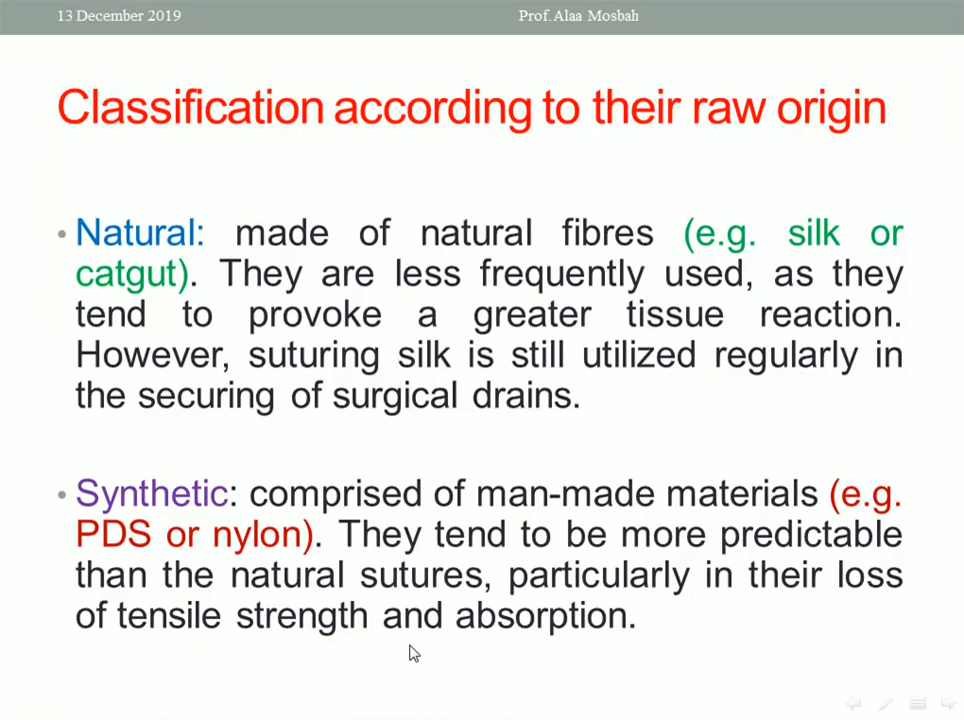 13 December 2019
Prof. Alaa Mosbah
Classification according to their raw origin
• Natural: made of natural fibres (e.g. silk or
catgut). They are less frequently used, as they
tend to provoke a greater tissue reaction.
However, suturing silk is still utilized regularly in
the securing of surgical drains.
• Synthetic: comprised of man-made materials (e.g.
PDS or nylon). They tend to be more predictable
than the natural sutures, particularly in their loss
of tensile strength and absorption.